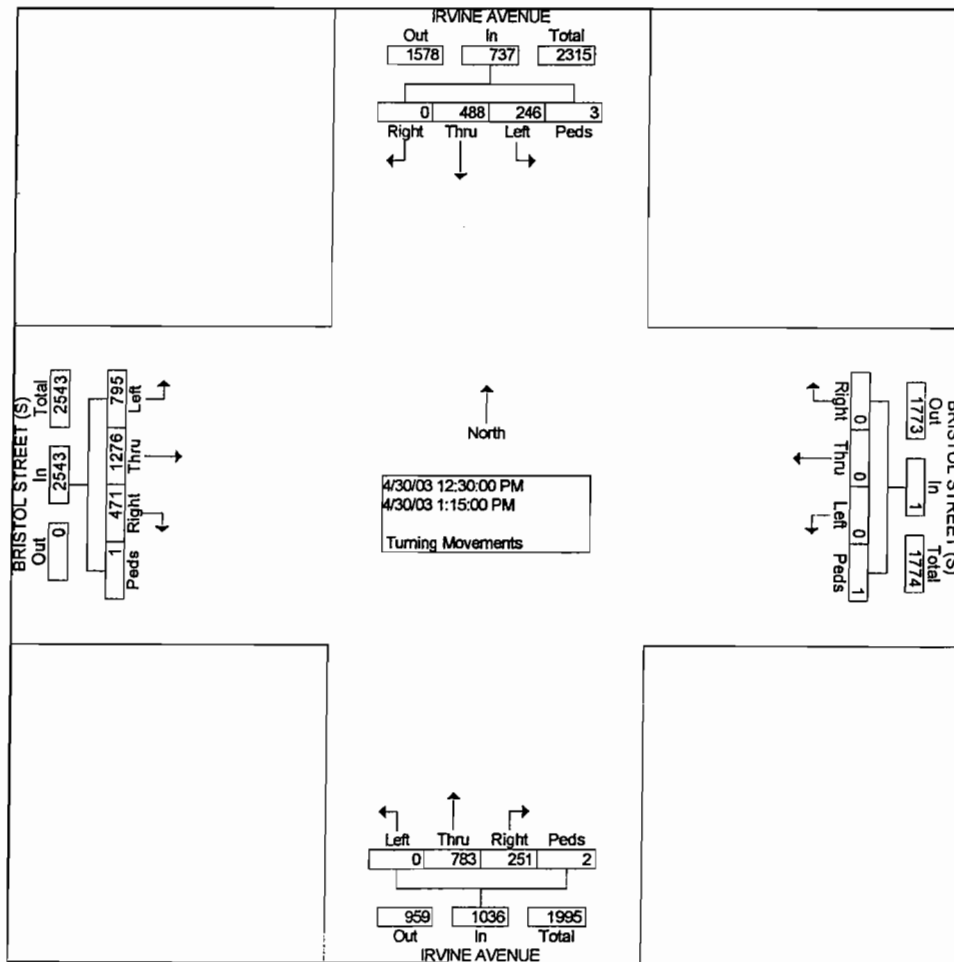 IRVINE AVENUE
Out In Total
1578 737 2315
0 488 246 3
Right Thru Left Peds
BRISTOL STREET (S)
Total In Out
2543 2543 0
795 1276 471 1
Left Thru Right Peds
North
4/30/03 12:30:00 PM
4/30/03 1:15:00 PM
Turning Movements
Right Thru Left Peds
0 0 0 1
1773 1 1774
Out In Total
BRISTOL STREET (S)
Left Thru Right Peds
0 783 251 2
959 1036 1995
Out In Total
IRVINE AVENUE